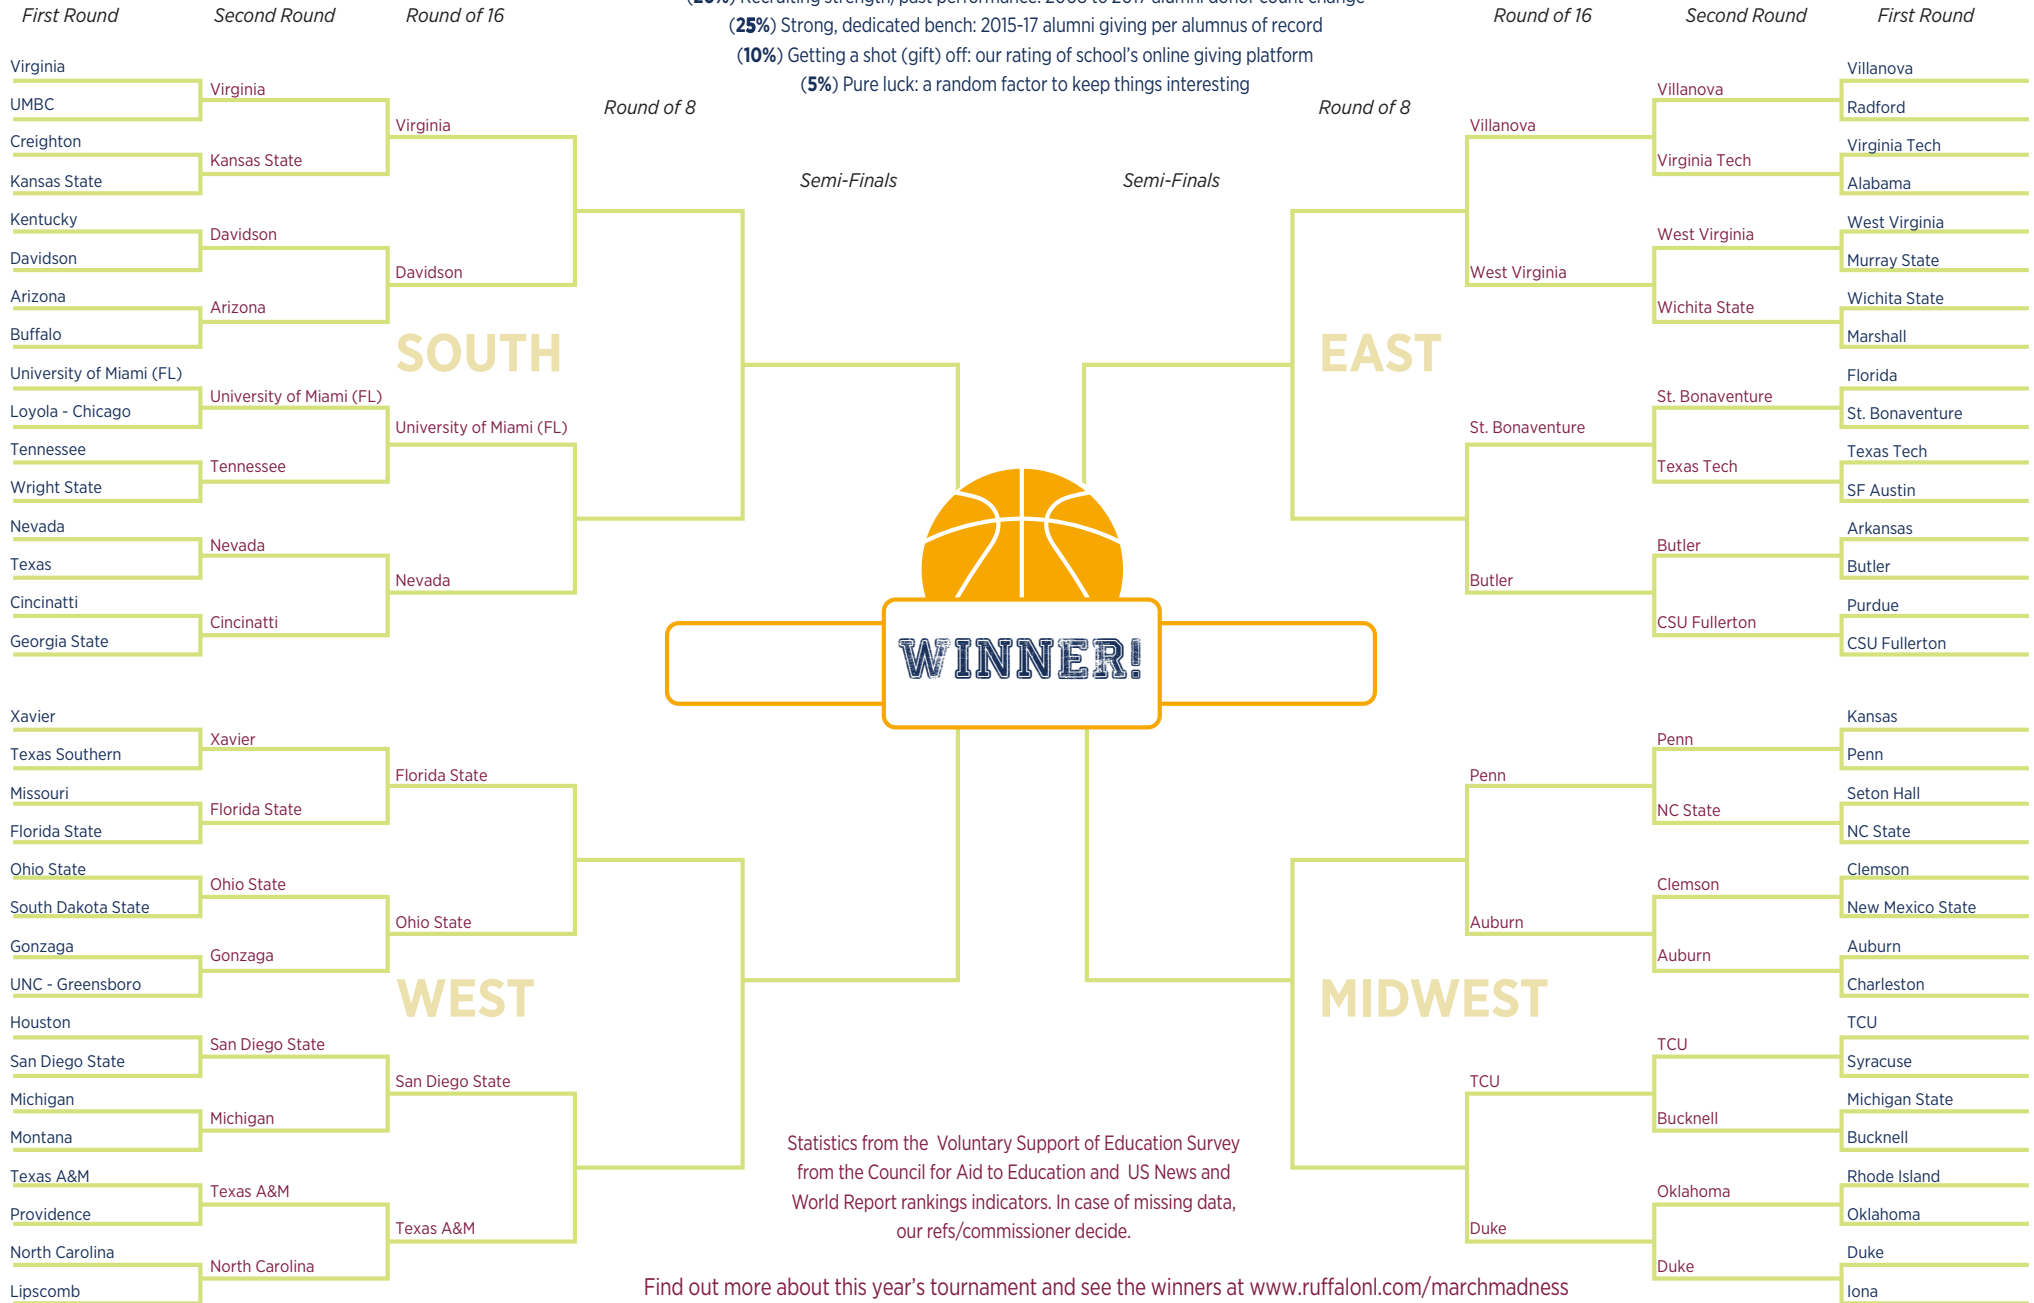 First Round
Second Round
Round of 16
(25%) Strong, dedicated bench: 2015-17 alumni giving per alumnus of record
(10%) Getting a shot (gift) off: our rating of school's online giving platform
(5%) Pure luck: a random factor to keep things interesting
Round of 16
Second Round
First Round
Round of 8
Semi-Finals
Semi-Finals
Round of 8
Virginia
UMBC
Creighton
Kansas State
Kentucky
Davidson
Arizona
Buffalo
University of Miami (FL)
Loyola - Chicago
Tennessee
Wright State
Nevada
Texas
Cincinatti
Georgia State
Virginia
Kansas State
Davidson
Arizona
University of Miami (FL)
Tennessee
Nevada
Cincinatti
Virginia
Davidson
University of Miami (FL)
Nevada
SOUTH
Xavier
Texas Southern
Missouri
Florida State
Ohio State
South Dakota State
Gonzaga
UNC - Greensboro
Houston
San Diego State
Michigan
Montana
Texas A&M
Providence
North Carolina
Lipscomb
Xavier
Florida State
Ohio State
Gonzaga
San Diego State
Michigan
Texas A&M
North Carolina
Florida State
Ohio State
San Diego State
Texas A&M
WEST
WINNER!
Villanova
West Virginia
St. Bonaventure
Butler
EAST
Villanova
Virginia Tech
West Virginia
Wichita State
St. Bonaventure
Texas Tech
Butler
CSU Fullerton
Villanova
Radford
Virginia Tech
Alabama
West Virginia
Murray State
Wichita State
Marshall
Florida
St. Bonaventure
Texas Tech
SF Austin
Arkansas
Butler
Purdue
CSU Fullerton
Penn
Auburn
TCU
Duke
MIDWEST
Penn
NC State
Clemson
Auburn
TCU
Bucknell
Oklahoma
Duke
Kansas
Penn
Seton Hall
NC State
Clemson
New Mexico State
Auburn
Charleston
TCU
Syracuse
Michigan State
Bucknell
Rhode Island
Oklahoma
Duke
Iona
Statistics from the Voluntary Support of Education Survey
from the Council for Aid to Education and US News and
World Report rankings indicators. In case of missing data,
our refs/commissioner decide.
Find out more about this year's tournament and see the winners at www.ruffalonl.com/marchmadness